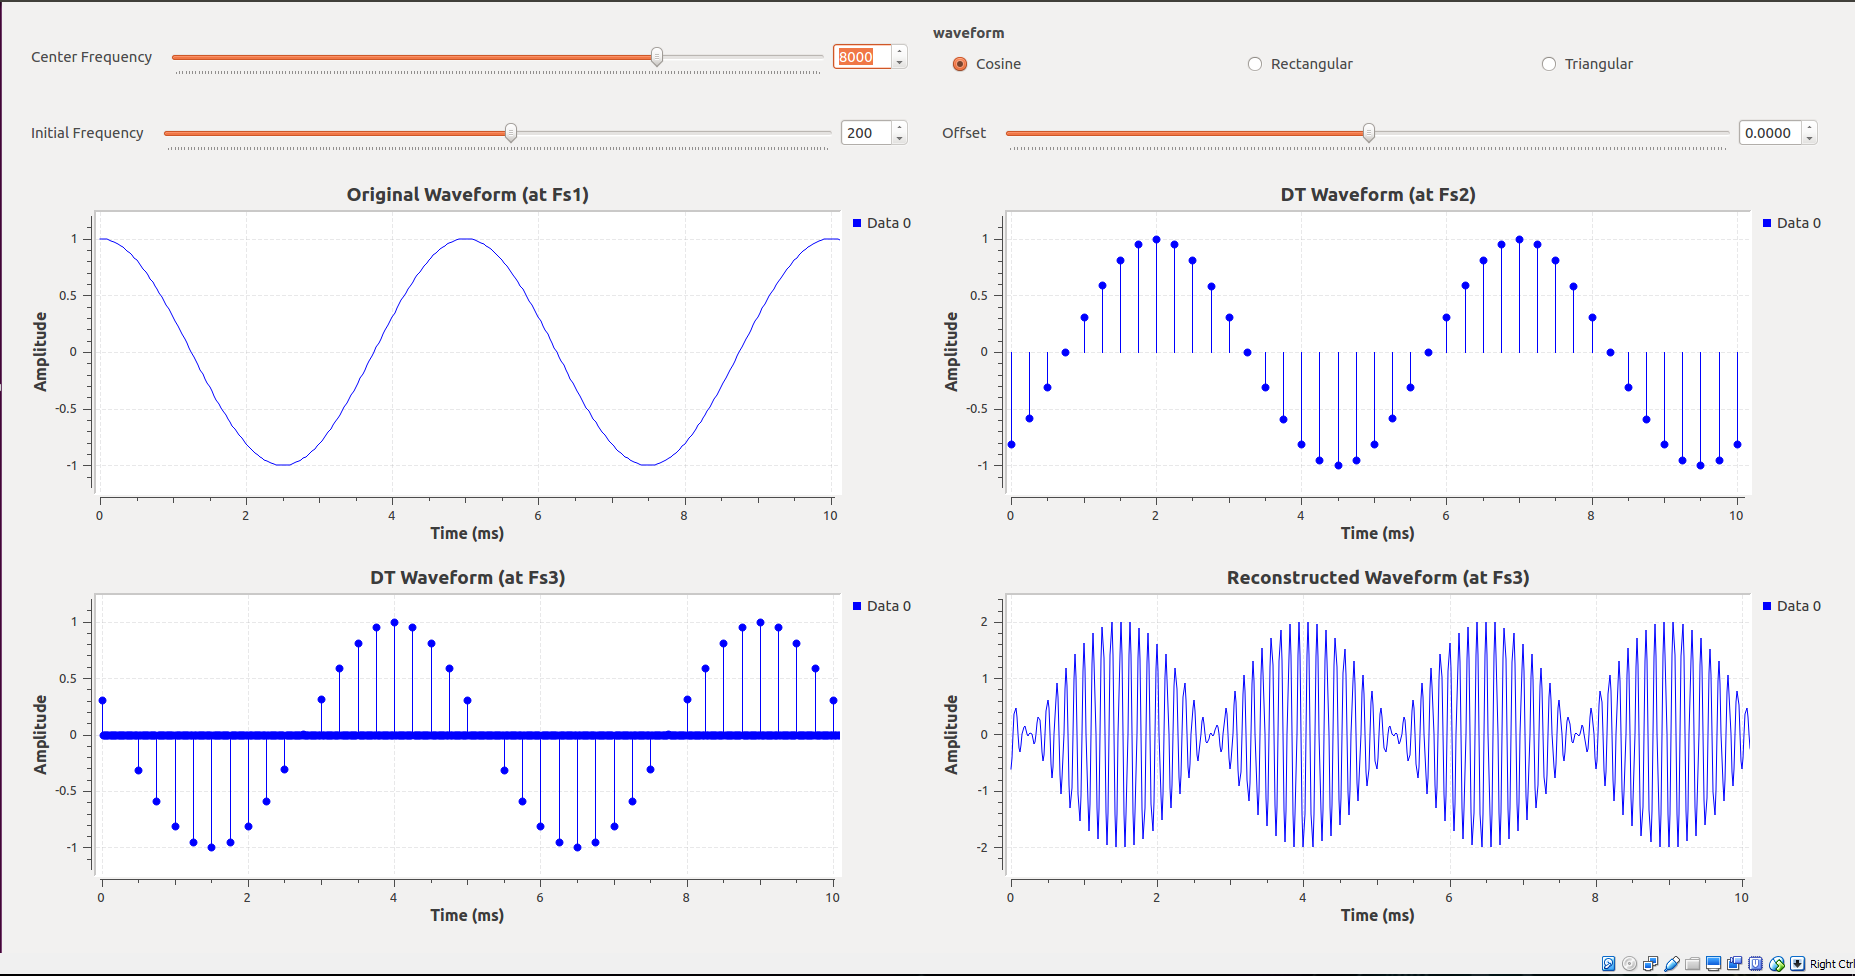 Center Frequency 8000
waveform
Cosine Rectangular Triangular
Initial Frequency 200
Offset 0.0000
Original Waveform (at Fs1)
Data 0
Amplitude
1
0.5
0
-0.5
-1
0 2 4 6 8 10
Time (ms)
DT Waveform (at Fs2)
Data 0
Amplitude
1
0.5
0
-0.5
-1
0 2 4 6 8 10
Time (ms)
DT Waveform (at Fs3)
Data 0
Amplitude
1
0.5
0
-0.5
-1
0 2 4 6 8 10
Time (ms)
Reconstructed Waveform (at Fs3)
Data 0
Amplitude
2
1
0
-1
-2
0 2 4 6 8 10
Time (ms)
Right Ctrl